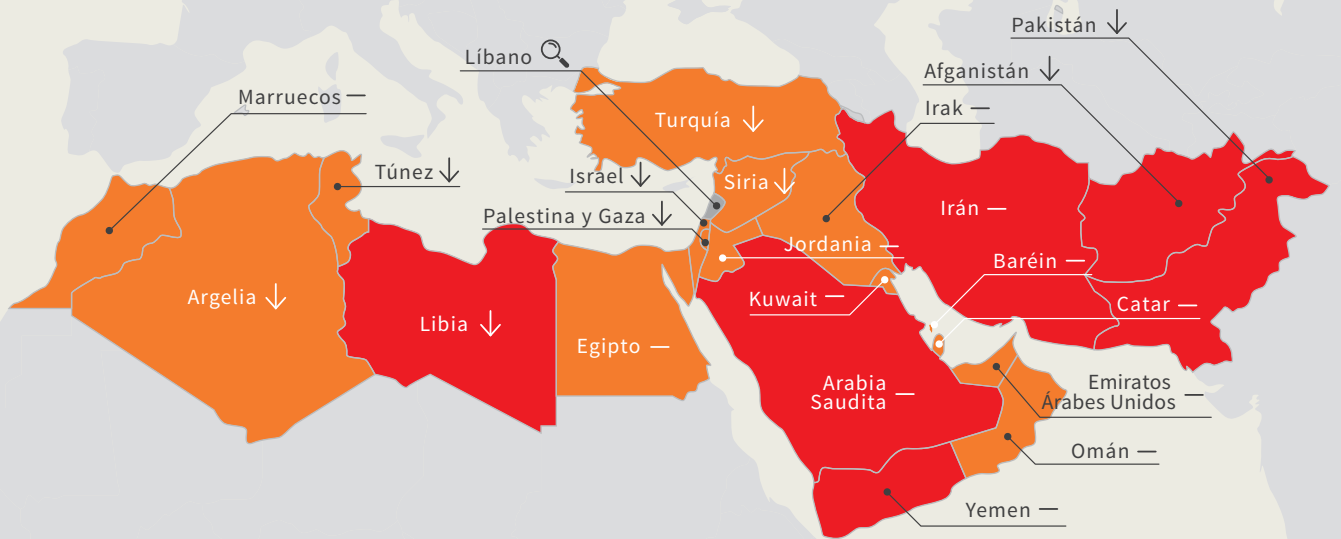 Pakistán ↓
Líbano
Afganistán ↓
Marruecos —
Irak —
Turquía ↓
Túnez ↓
Israel ↓
Siria ↓
Palestina y Gaza ↓
Irán —
Jordania —
Baréin —
Argelia ↓
Kuwait —
Catar —
Libia ↓
Egipto —
Arabia
Saudita —
Emiratos
Árabes Unidos —
Omán —
Yemen —